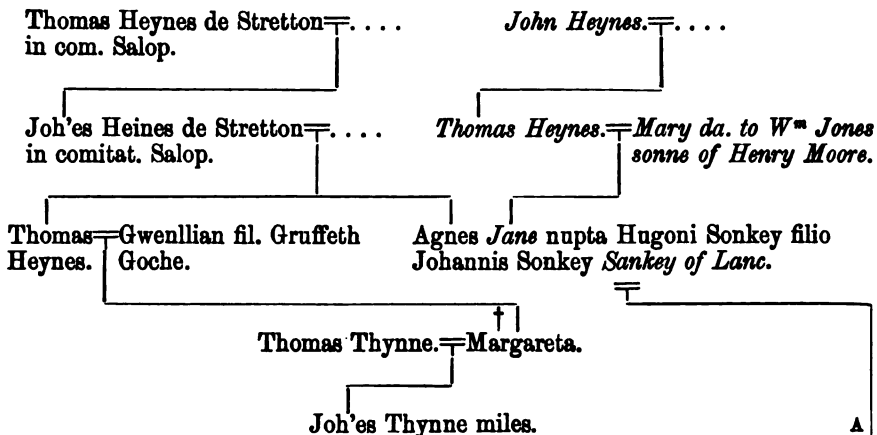 Thomas Heynes de Stretton . . . . John Heynes. . . . .
in com. Salop.
Joh'es Heines de Stretton . . . . Thomas Heynes. Mary da. to Wᵐ Jones
in comitat. Salop. sonne of Henry Moore.
Thomas Gwenllian fil. Gruffeth Agnes Jane nupta Hugoni Sonkey filio
Heynes. Goche. Johannis Sonkey Sankey of Lanc.
†
Thomas Thynne. Margareta.
Joh'es Thynne miles. A